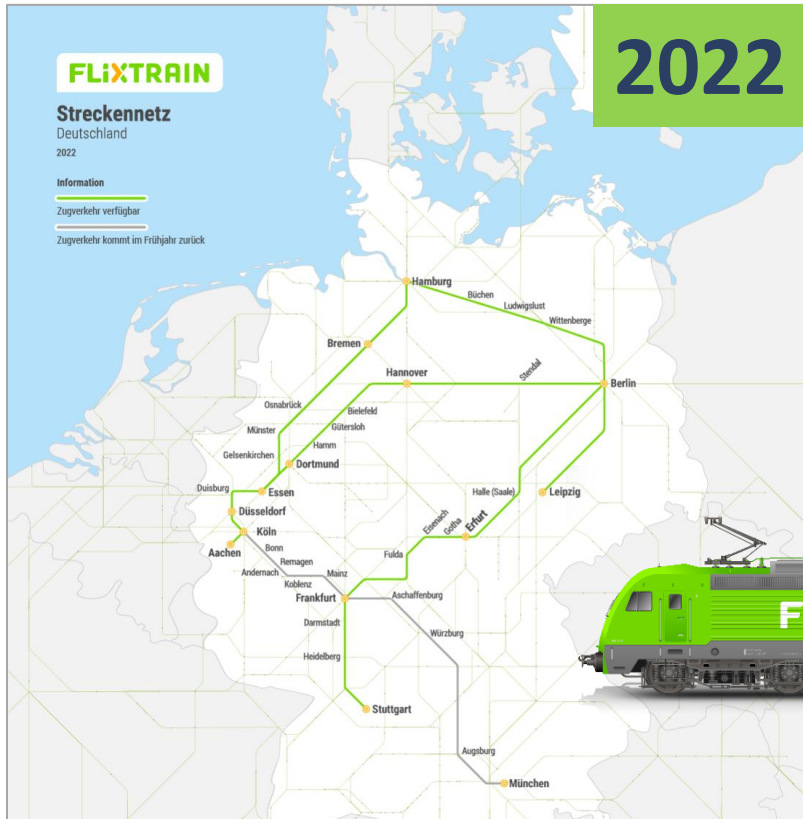 2022
FLiXTRAIN
Streckennetz
Deutschland
2022
Information
Zugverkehr verfügbar
Zugverkehr kommt im Frühjahr zurück
Hamburg
Büchen
Ludwigslust
Wittenberge
Bremen
Hannover
Stendal
Berlin
Osnabrück
Bielefeld
Münster
Gütersloh
Gelsenkirchen
Hamm
Dortmund
Duisburg
Essen
Halle (Saale)
Leipzig
Düsseldorf
Eisenach
Gotha
Erfurt
Köln
Aachen
Bonn
Remagen
Fulda
Andernach
Mainz
Koblenz
Frankfurt
Aschaffenburg
Darmstadt
Würzburg
Heidelberg
Stuttgart
Augsburg
München
F